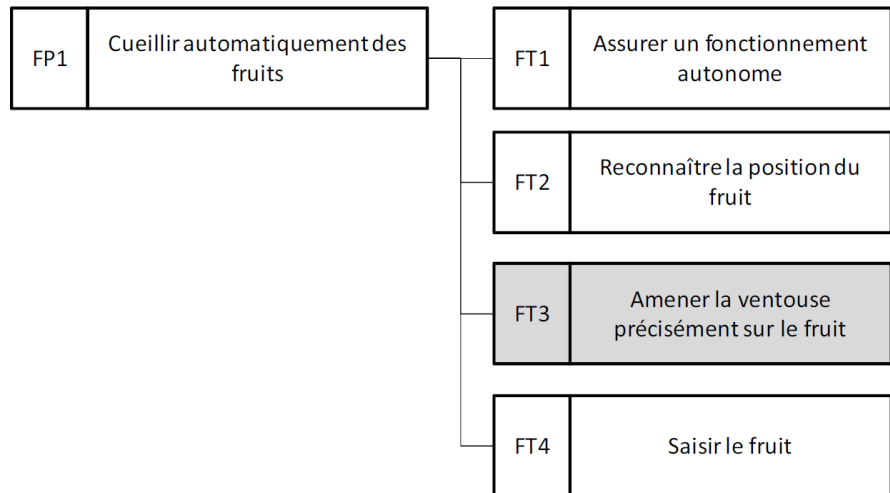 FP1
Cueillir automatiquement des
fruits
FT1
Assurer un fonctionnement
autonome
FT2
Reconnaître la position du
fruit
FT3
Amener la ventouse
précisément sur le fruit
FT4
Saisir le fruit